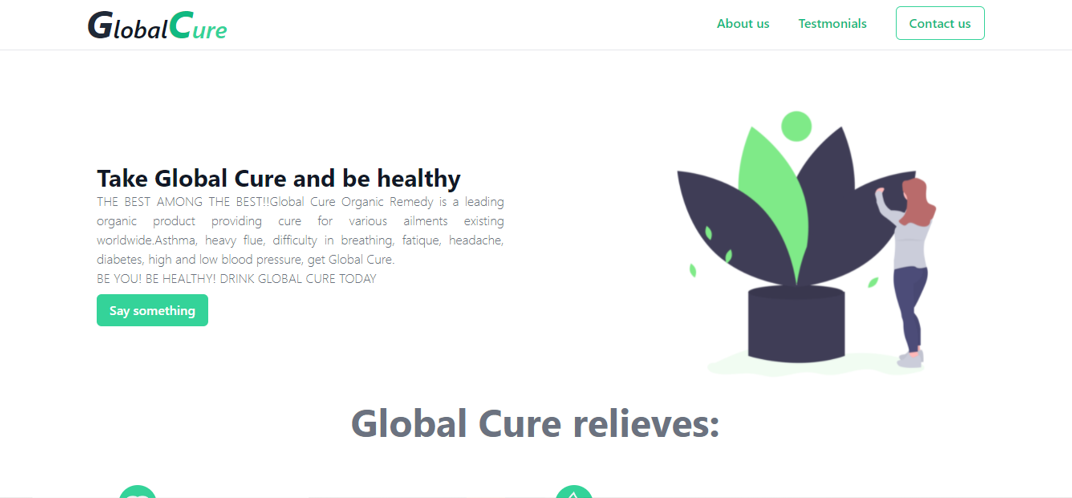 GlobalCure
About us
Testmonials
Contact us
Take Global Cure and be healthy
THE BEST AMONG THE BEST!!Global Cure Organic Remedy is a leading
organic product providing cure for various ailments existing
worldwide.Asthma, heavy flue, difficulty in breathing, fatique, headache,
diabetes, high and low blood pressure, get Global Cure.
BE YOU! BE HEALTHY! DRINK GLOBAL CURE TODAY
Say something
Global Cure relieves: